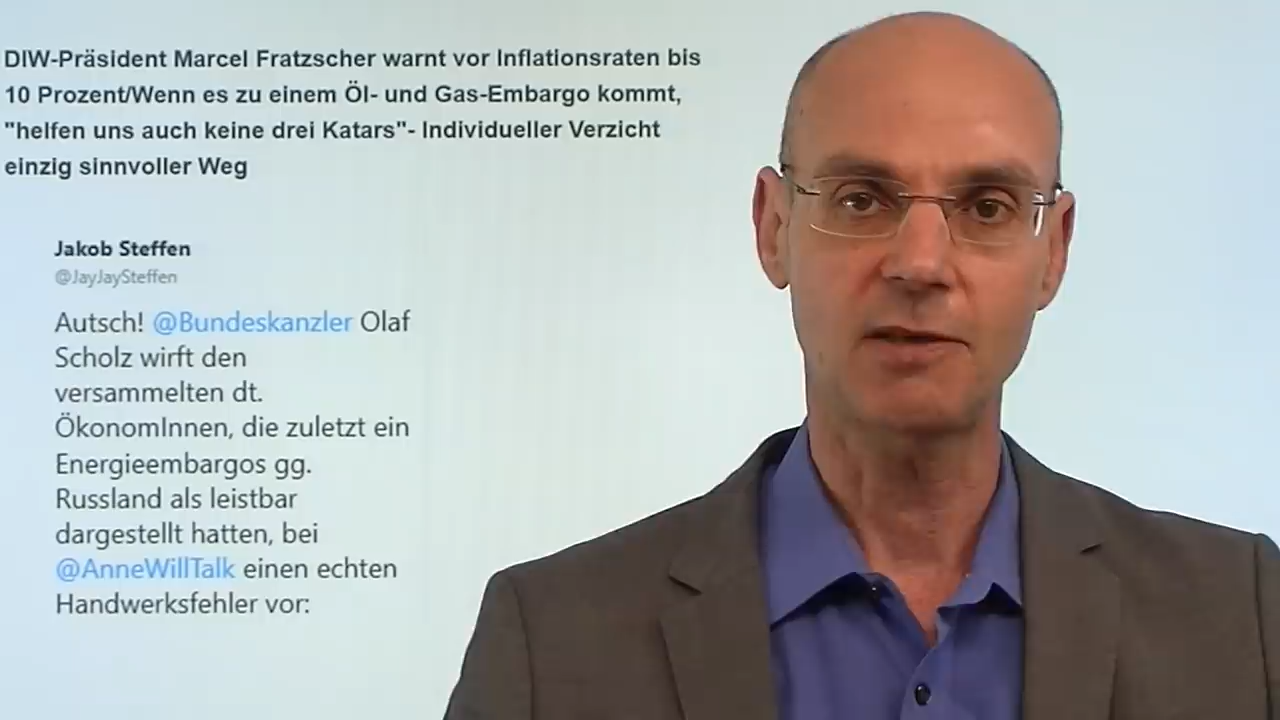 DIW-Präsident Marcel Fratzscher warnt vor Inflationsraten bis
10 Prozent/Wenn es zu einem Öl- und Gas-Embargo kommt,
"helfen uns auch keine drei Katars"- Individueller Verzicht
einzig sinnvoller Weg
Jakob Steffen
@JayJaySteffen
Autsch! @Bundeskanzler Olaf
Scholz wirft den
versammelten dt.
ÖkonomInnen, die zuletzt ein
Energieembargos gg.
Russland als leistbar
dargestellt hatten, bei
@AnneWillTalk einen echten
Handwerksfehler vor: